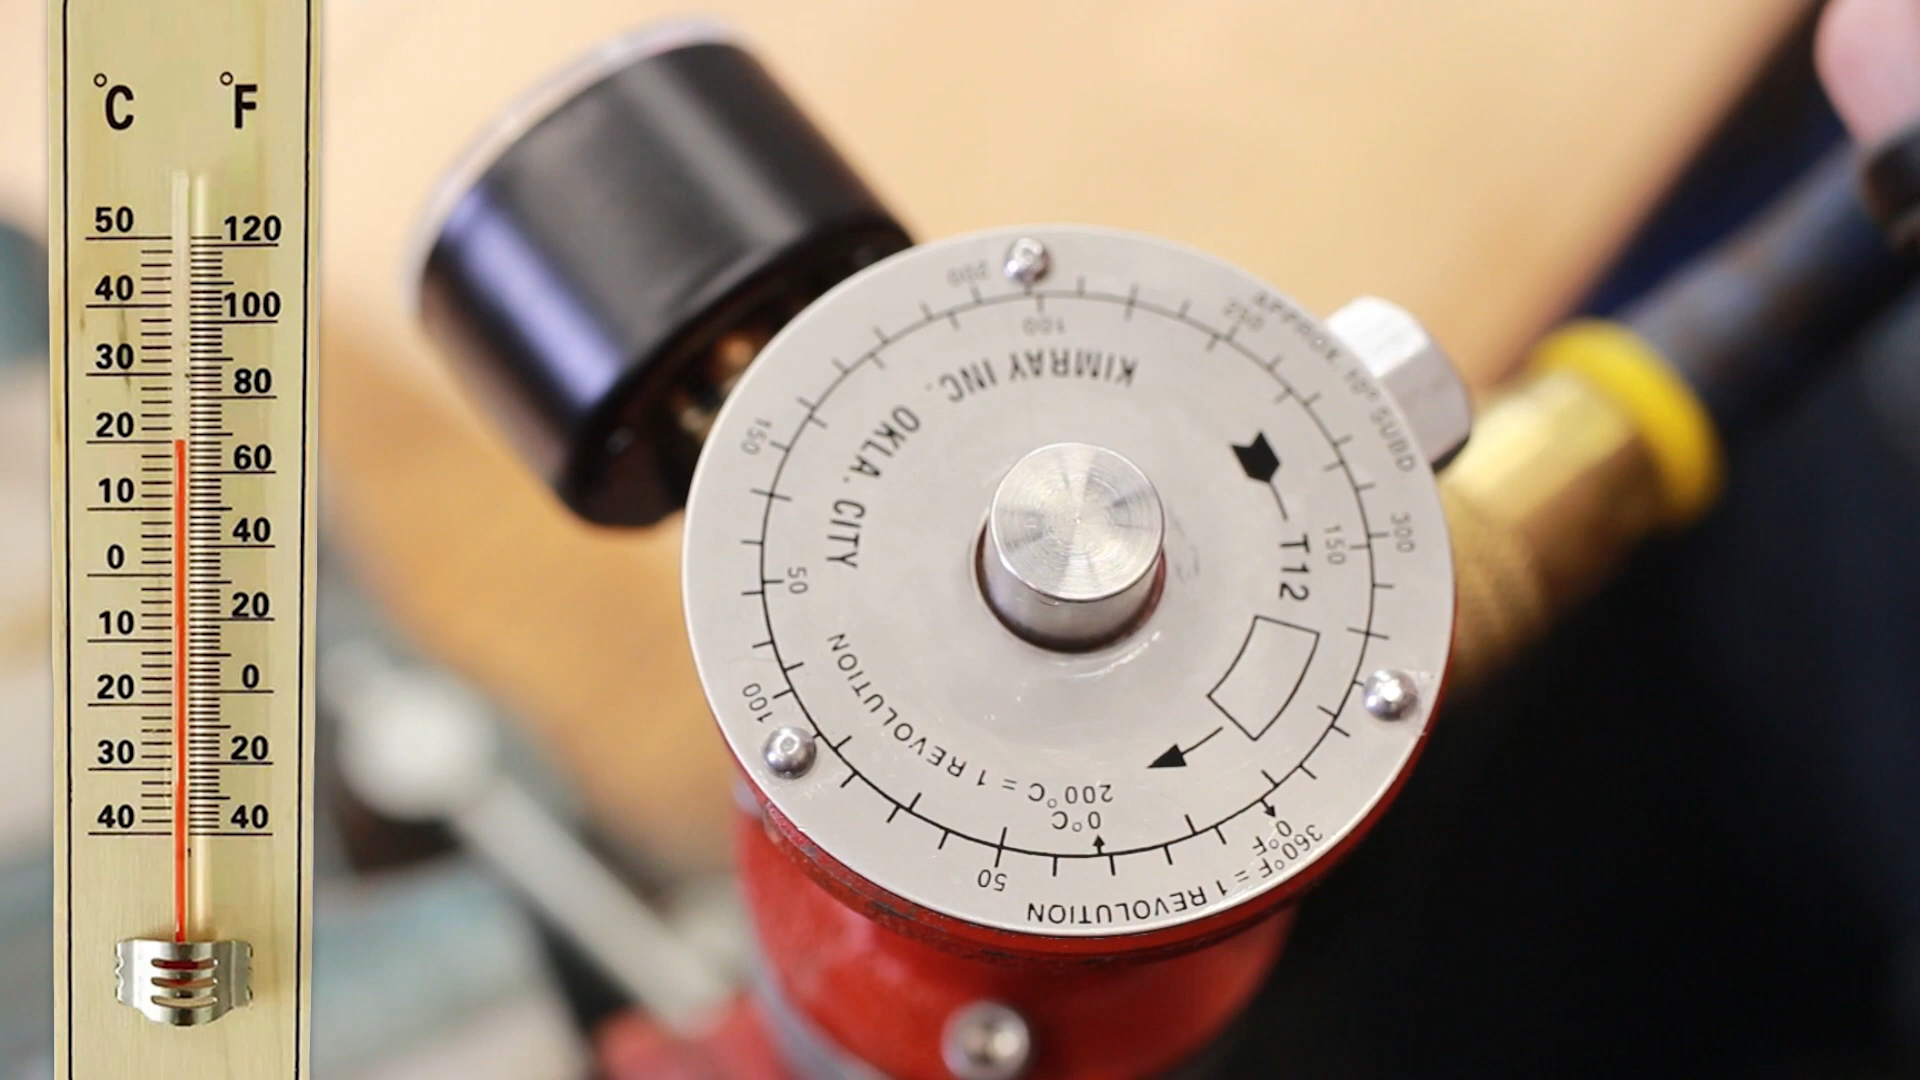 °C °F
50 120
40 100
30 80
20 60
10 40
0 20
10 0
20 20
30 40
40
KIMRAY INC. OKLA. CITY
T12
APPROX. 10° SUBD
200°C = 1 REVOLUTION
0°C
50
100
150
360°F = 1 REVOLUTION
0°F
50
100
150
200
250
300